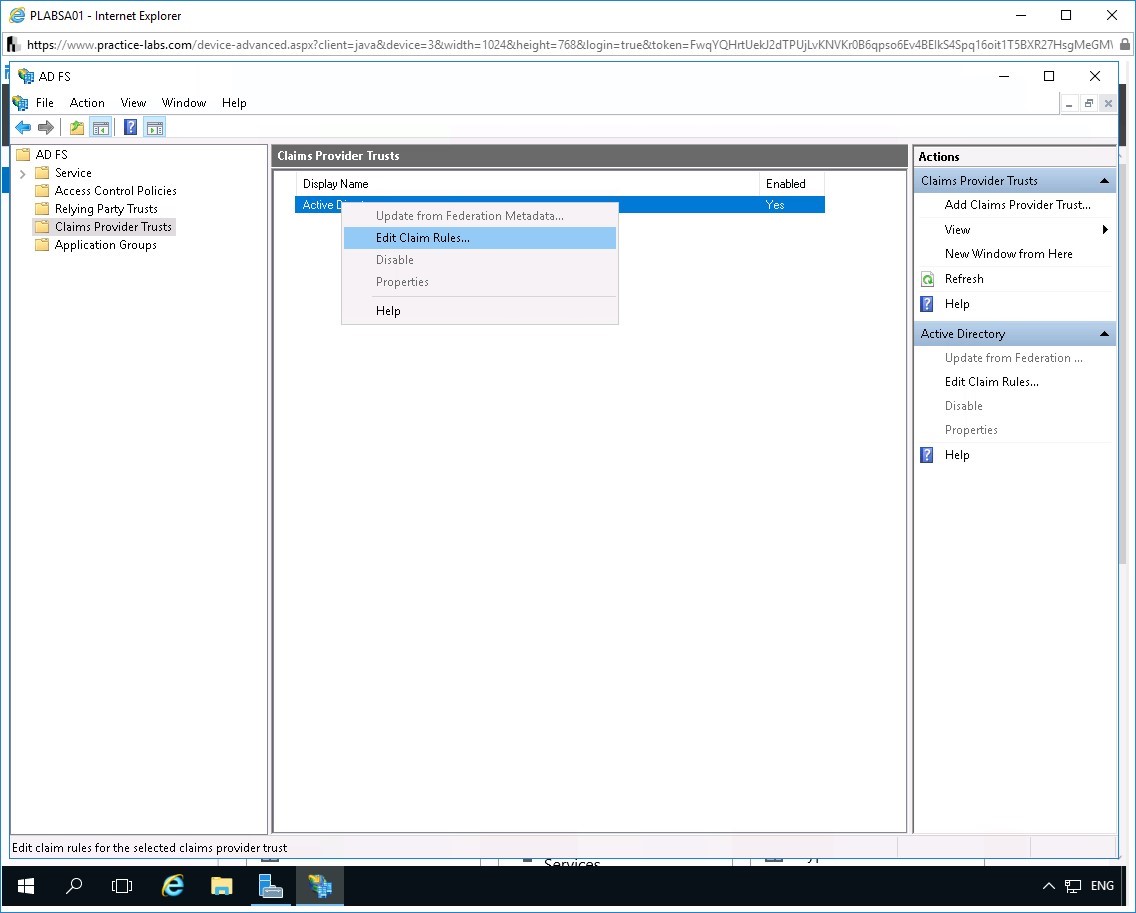 PLABSA01 - Internet Explorer
https://www.practice-labs.com/device-advanced.aspx?client=java&device=3&width=1024&height=768&login=true&token=FwqYQHrtUekJ2dTPUjLvKNVKr0B6qpso6Ev4BEIkS4Spq16oit1T5BXR27HsgMeGM
AD FS
File Action View Window Help
AD FS
Service
Access Control Policies
Relying Party Trusts
Claims Provider Trusts
Application Groups
Claims Provider Trusts
Display Name Enabled
Active Yes
Update from Federation Metadata...
Edit Claim Rules...
Disable
Properties
Help
Actions
Claims Provider Trusts
Add Claims Provider Trust...
View
New Window from Here
Refresh
Help
Active Directory
Update from Federation ...
Edit Claim Rules...
Disable
Properties
Help
Edit claim rules for the selected claims provider trust
Services
ENG